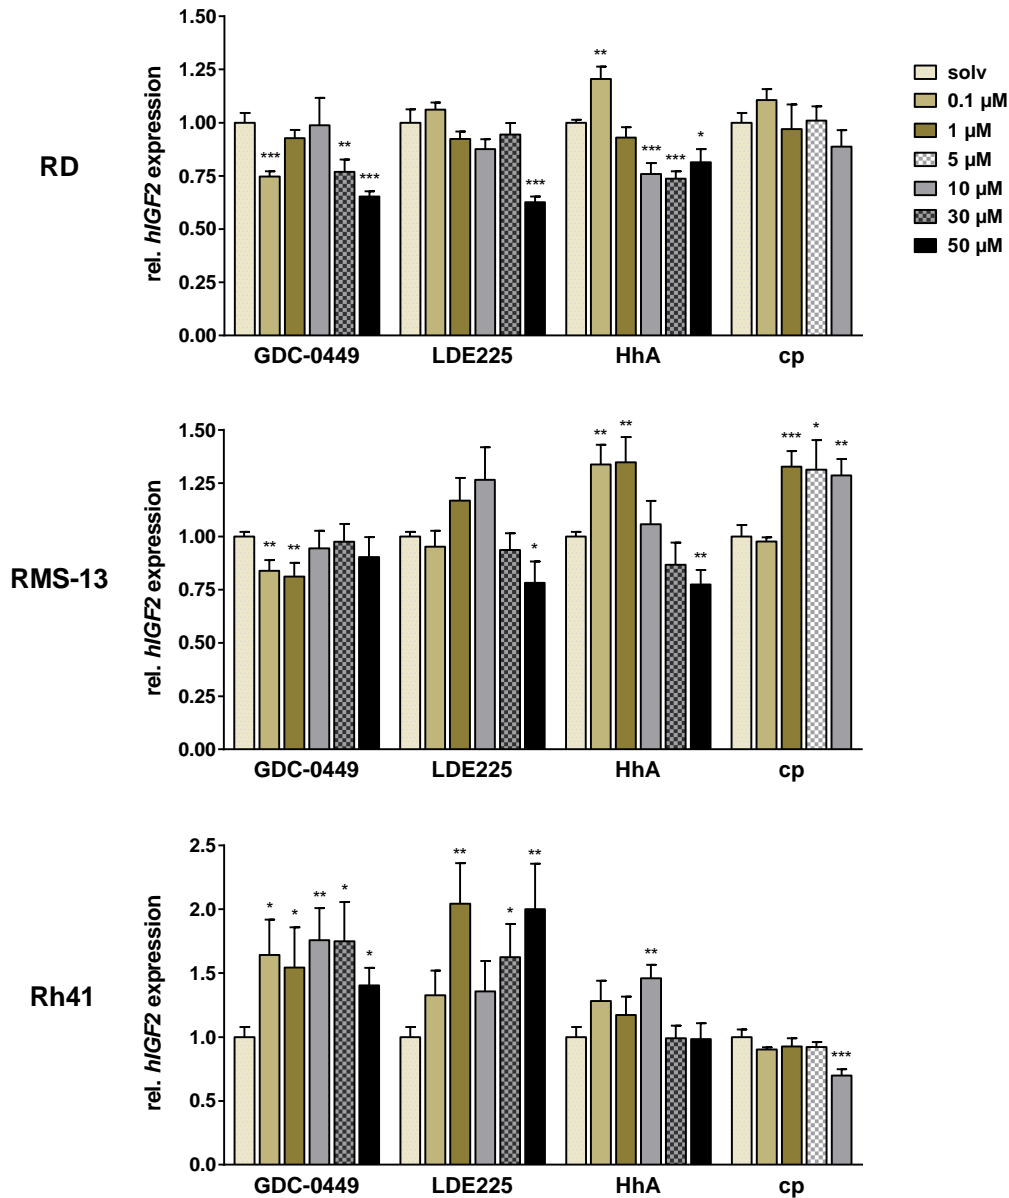 RD
rel. hIGF2 expression
1.50
1.25
1.00
0.75
0.50
0.25
0.00
*** ** ***
***
** *** *** *
GDC-0449 LDE225 HhA cp
solv
0.1 µM
1 µM
5 µM
10 µM
30 µM
50 µM
RMS-13
rel. hIGF2 expression
1.50
1.25
1.00
0.75
0.50
0.25
0.00
** **
*
** ** **
*** * **
GDC-0449 LDE225 HhA cp
Rh41
rel. hIGF2 expression
2.5
2.0
1.5
1.0
0.5
0.0
* * ** * *
** * **
**
***
GDC-0449 LDE225 HhA cp